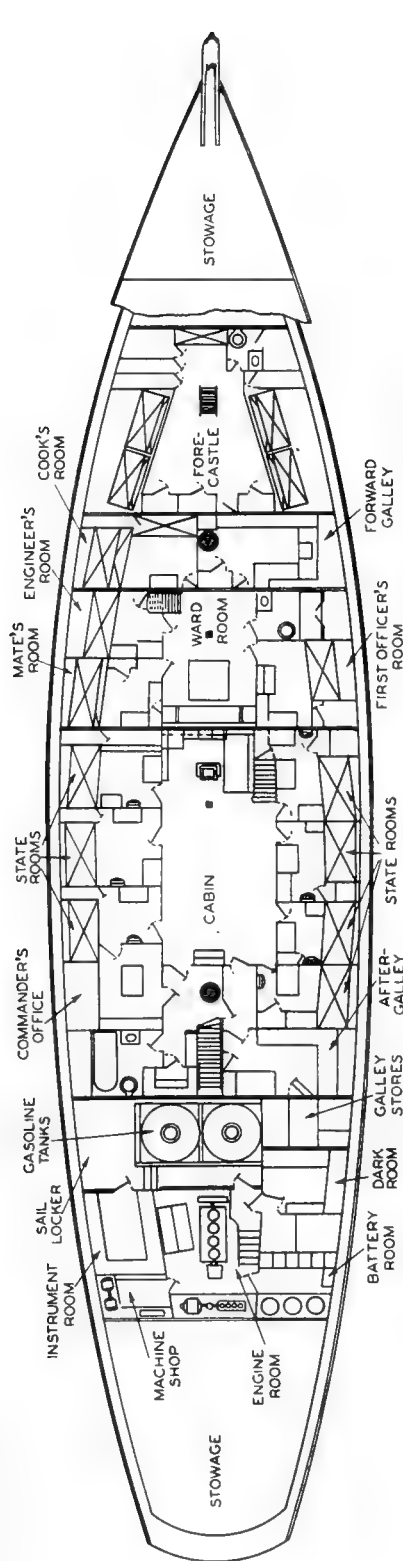 STOWAGE
COOK'S
ROOM
ENGINEER'S
ROOM
MATE'S
ROOM
STATE
ROOMS
COMMANDER'S
OFFICE
GASOLINE
TANKS
SAIL
LOCKER
INSTRUMENT
ROOM
MACHINE
SHOP
FORE-
CASTLE
WARD
ROOM
CABIN
ENGINE
ROOM
STOWAGE
FORWARD
GALLEY
FIRST OFFICER'S
ROOM
STATE
ROOMS
AFTER-
GALLEY
GALLEY
STORES
DARK
ROOM
BATTERY
ROOM